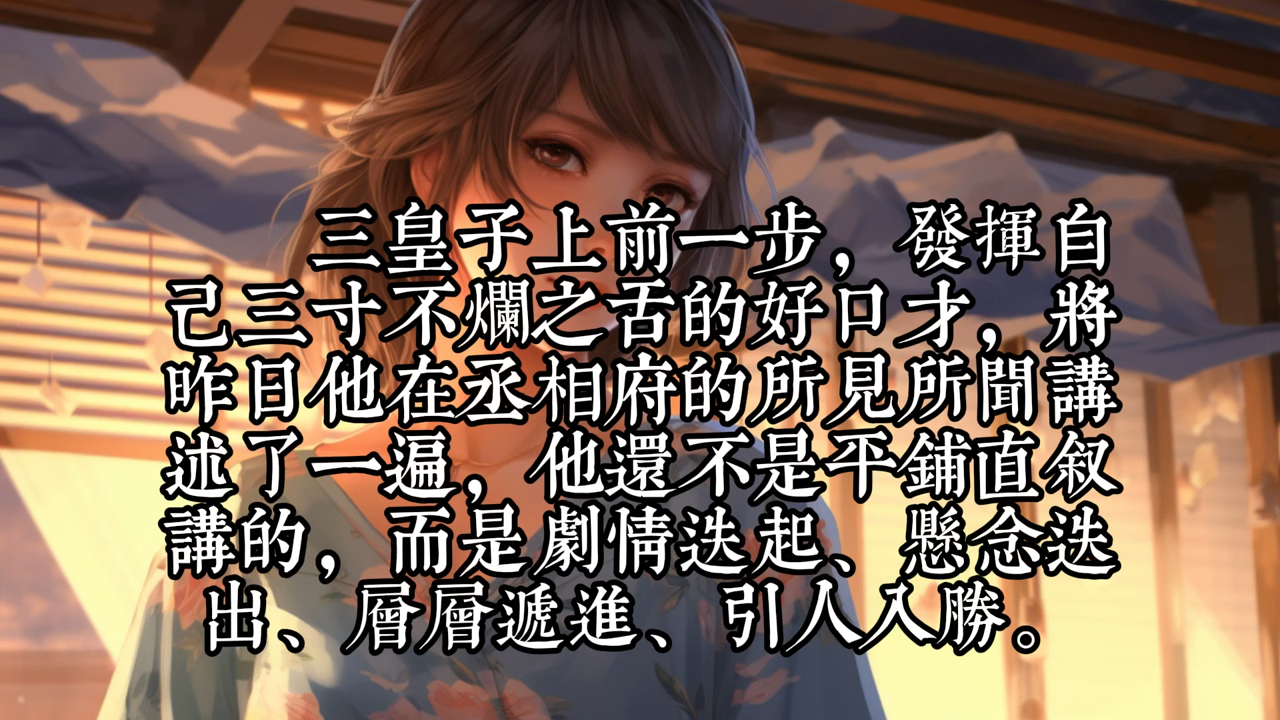 三皇子上前一步，發揮自
己三寸不爛之舌的好口才，將
昨日他在丞相府的所見所聞講
述了一遍，他還不是平鋪直叙
講的，而是劇情迭起、懸念迭
出、層層遞進、引人入勝。